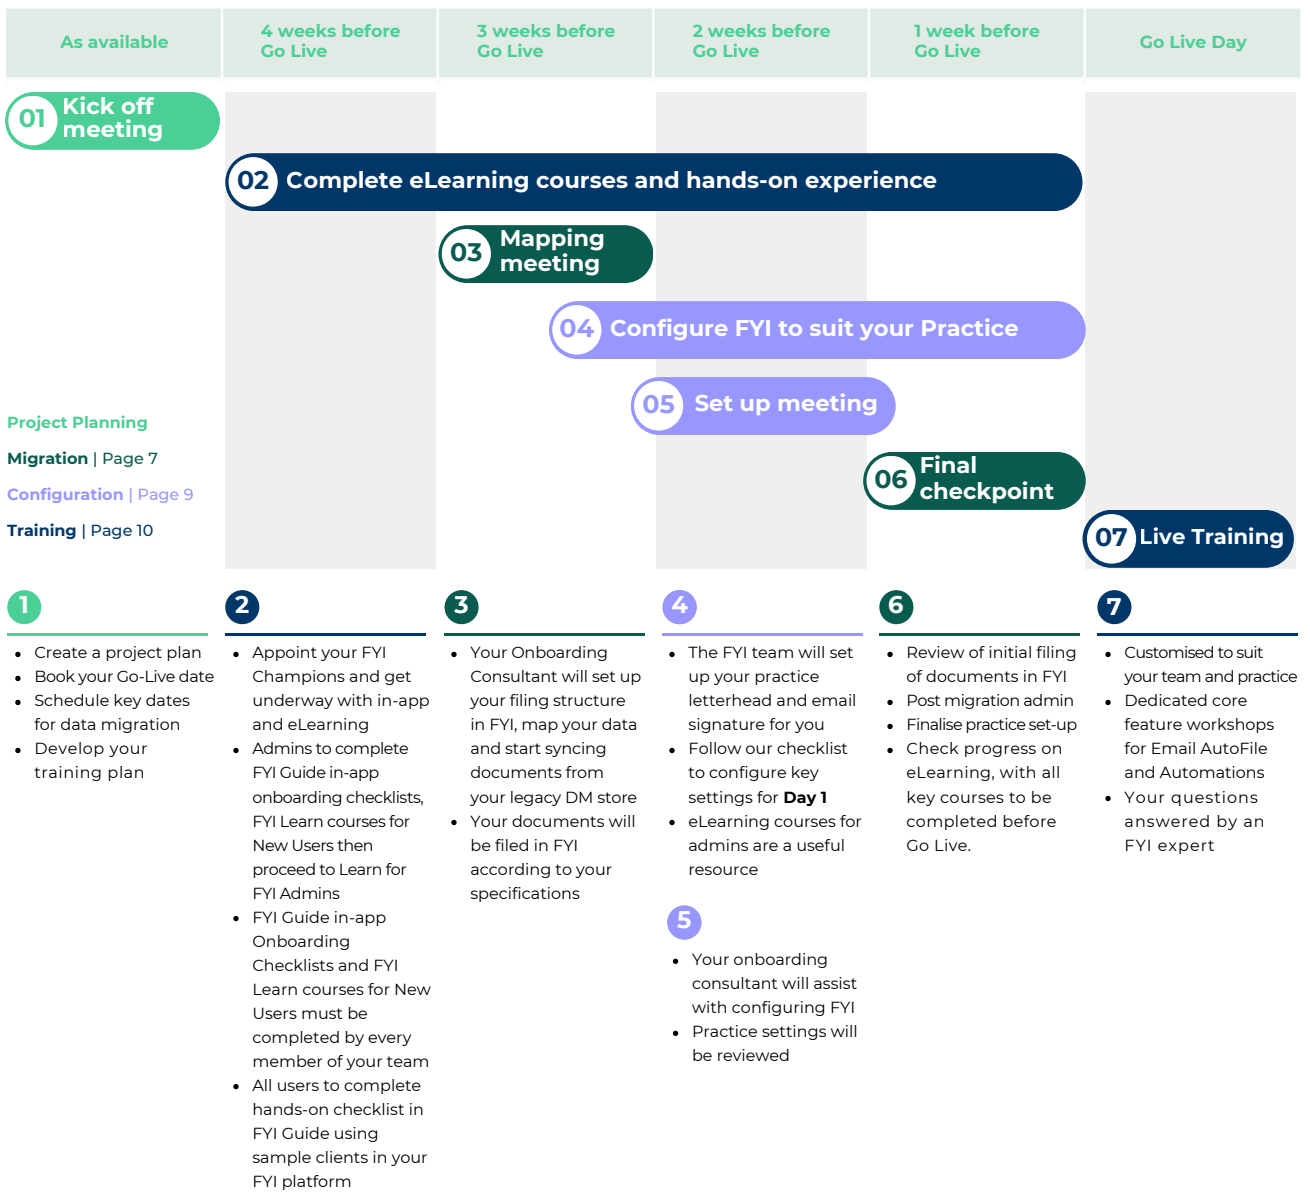 As available
4 weeks before
Go Live
3 weeks before
Go Live
2 weeks before
Go Live
1 week before
Go Live
Go Live Day
01
Kick off
meeting
02
Complete eLearning courses and hands-on experience
03
Mapping
meeting
04
Configure FYI to suit your Practice
05
Set up meeting
06
Final
checkpoint
07
Live Training
Project Planning
Migration | Page 7
Configuration | Page 9
Training | Page 10
1
• Create a project plan
• Book your Go-Live date
• Schedule key dates
for data migration
• Develop your
training plan
2
• Appoint your FYI
Champions and get
underway with in-app
and eLearning
• Admins to complete
FYI Guide in-app
onboarding checklists,
FYI Learn courses for
New Users then
proceed to Learn for
FYI Admins
• FYI Guide in-app
Onboarding
Checklists and FYI
Learn courses for New
Users must be
completed by every
member of your team
• All users to complete
hands-on checklist in
FYI Guide using
sample clients in your
FYI platform
3
• Your Onboarding
Consultant will set up
your filing structure
in FYI, map your data
and start syncing
documents from
your legacy DM store
• Your documents will
be filed in FYI
according to your
specifications
4
• The FYI team will set
up your practice
letterhead and email
signature for you
• Follow our checklist
to configure key
settings for Day 1
• eLearning courses for
admins are a useful
resource
5
• Your onboarding
consultant will assist
with configuring FYI
• Practice settings will
be reviewed
6
• Review of initial filing
of documents in FYI
• Post migration admin
• Finalise practice set-up
• Check progress on
eLearning, with all
key courses to be
completed before
Go Live.
7
• Customised to suit
your team and practice
• Dedicated core
feature workshops
for Email AutoFile
and Automations
• Your questions
answered by an
FYI expert